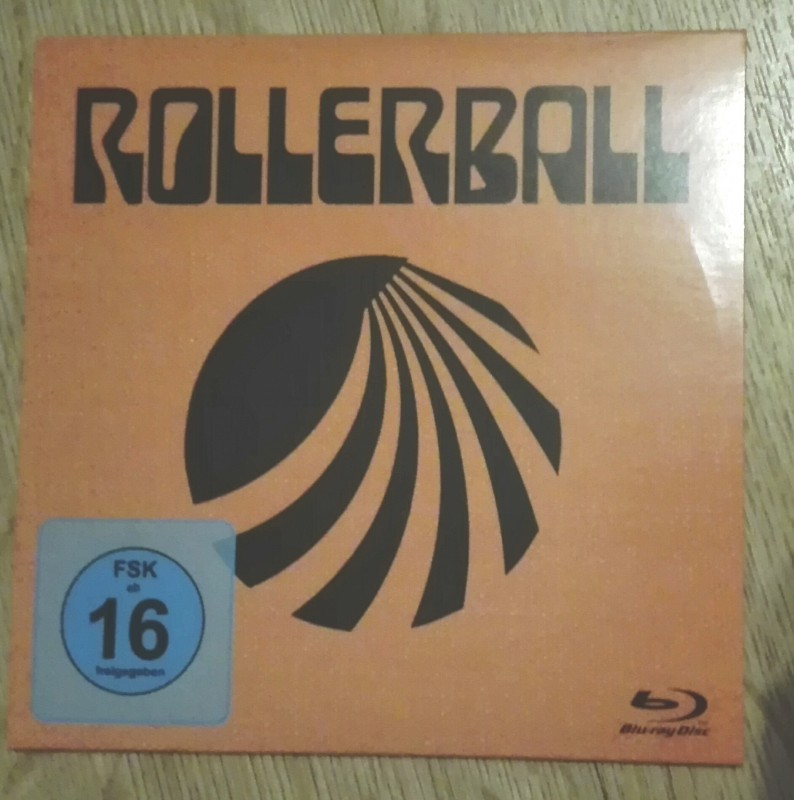 ROLLERBALL
FSK
ab
16
freigegeben
Blu-ray Disc